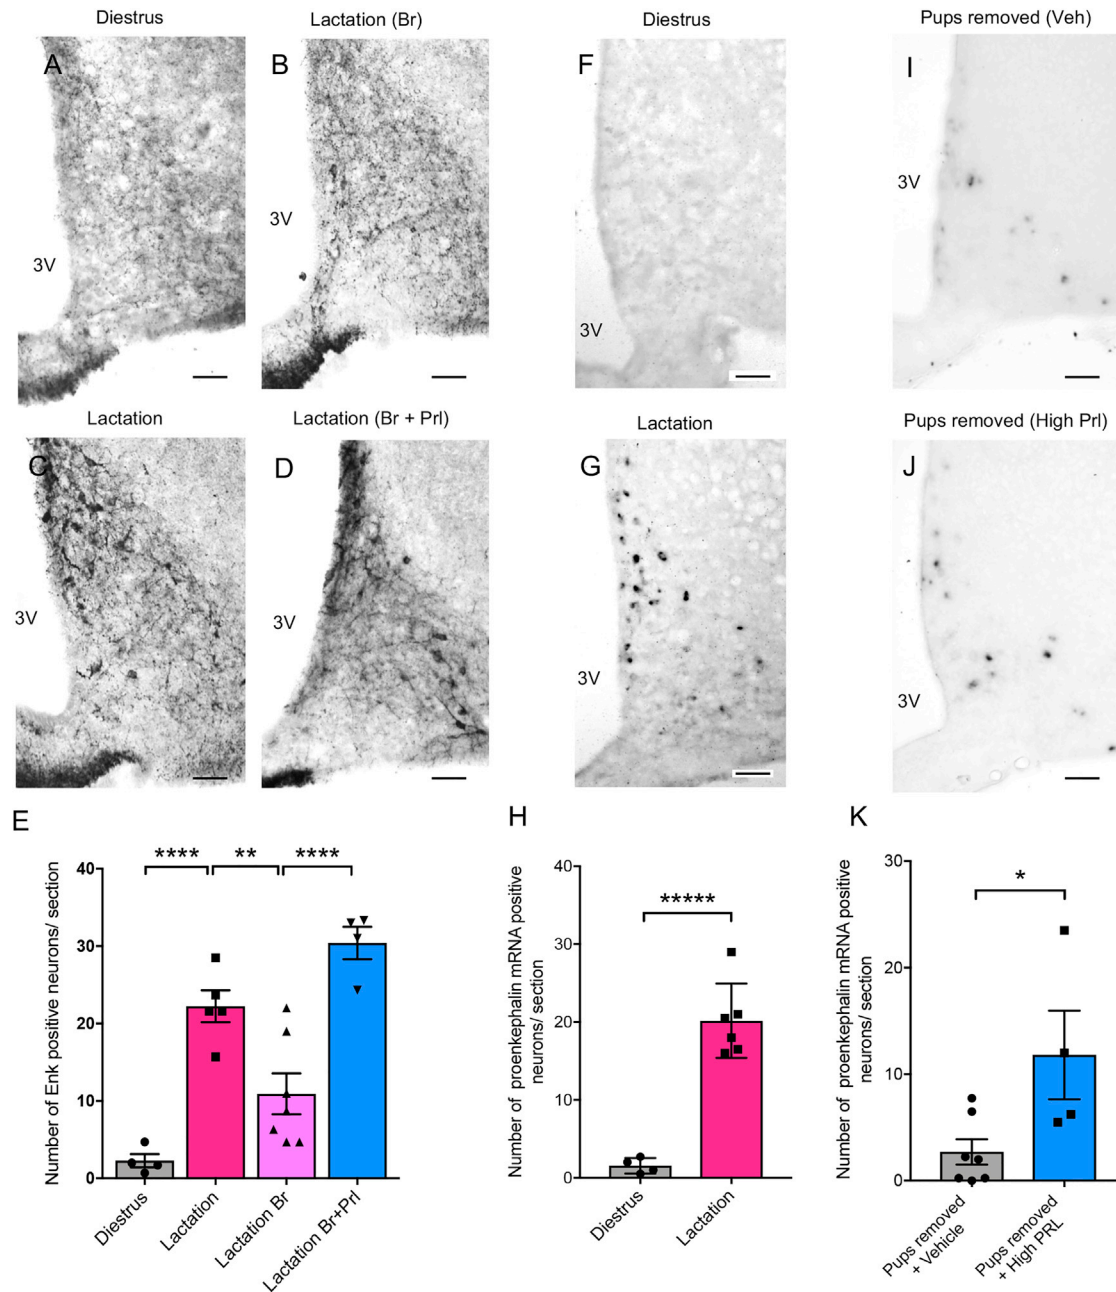 Diestrus
Lactation (Br)
Diestrus
Pups removed (Veh)
A
B
F
I
3V
3V
3V
3V
Lactation
Lactation (Br + Prl)
Lactation
Pups removed (High Prl)
C
D
G
J
3V
3V
3V
3V
E
Number of Enk positive neurons/ section
40
30
20
10
0
****
**
****
Diestrus
Lactation
Lactation Br
Lactation Br+Prl
H
Number of proenkephalin mRNA positive
neurons/ section
40
30
20
10
0
*****
Diestrus
Lactation
K
Number of proenkephalin mRNA positive
neurons/ section
30
20
10
0
*
Pups removed
+ Vehicle
Pups removed
+ High PRL